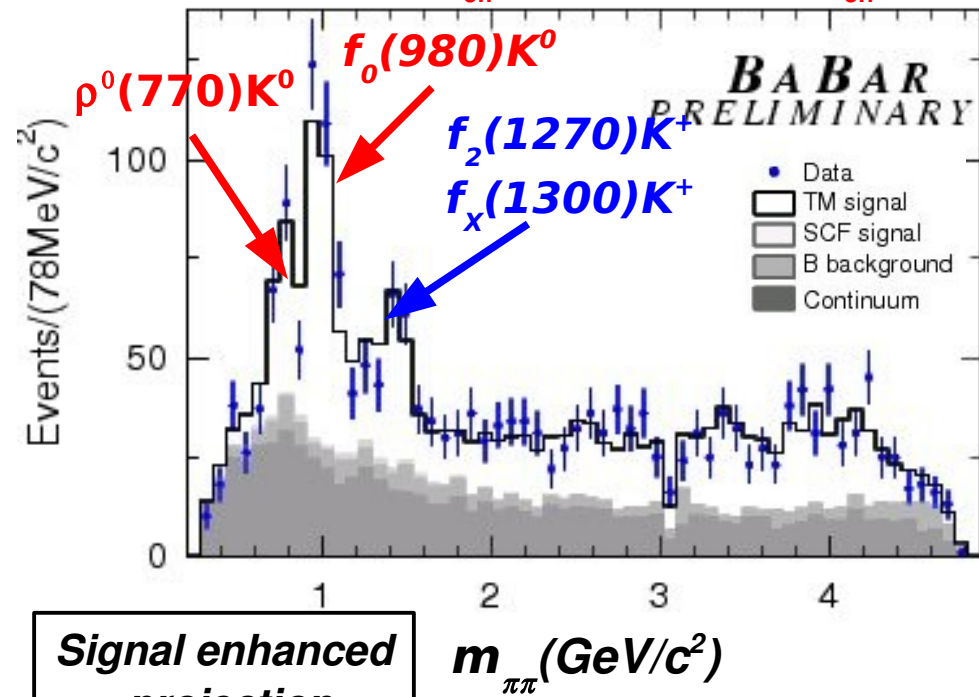 ρ⁰(770)K⁰
f₀(980)K⁰
BABAR
PRELIMINARY
f₂(1270)K⁺
fₓ(1300)K⁺
Data
TM signal
SCF signal
B background
Continuum
Events/(78MeV/c²)
100
50
0
1 2 3 4
m_ππ(GeV/c²)
Signal enhanced
projection